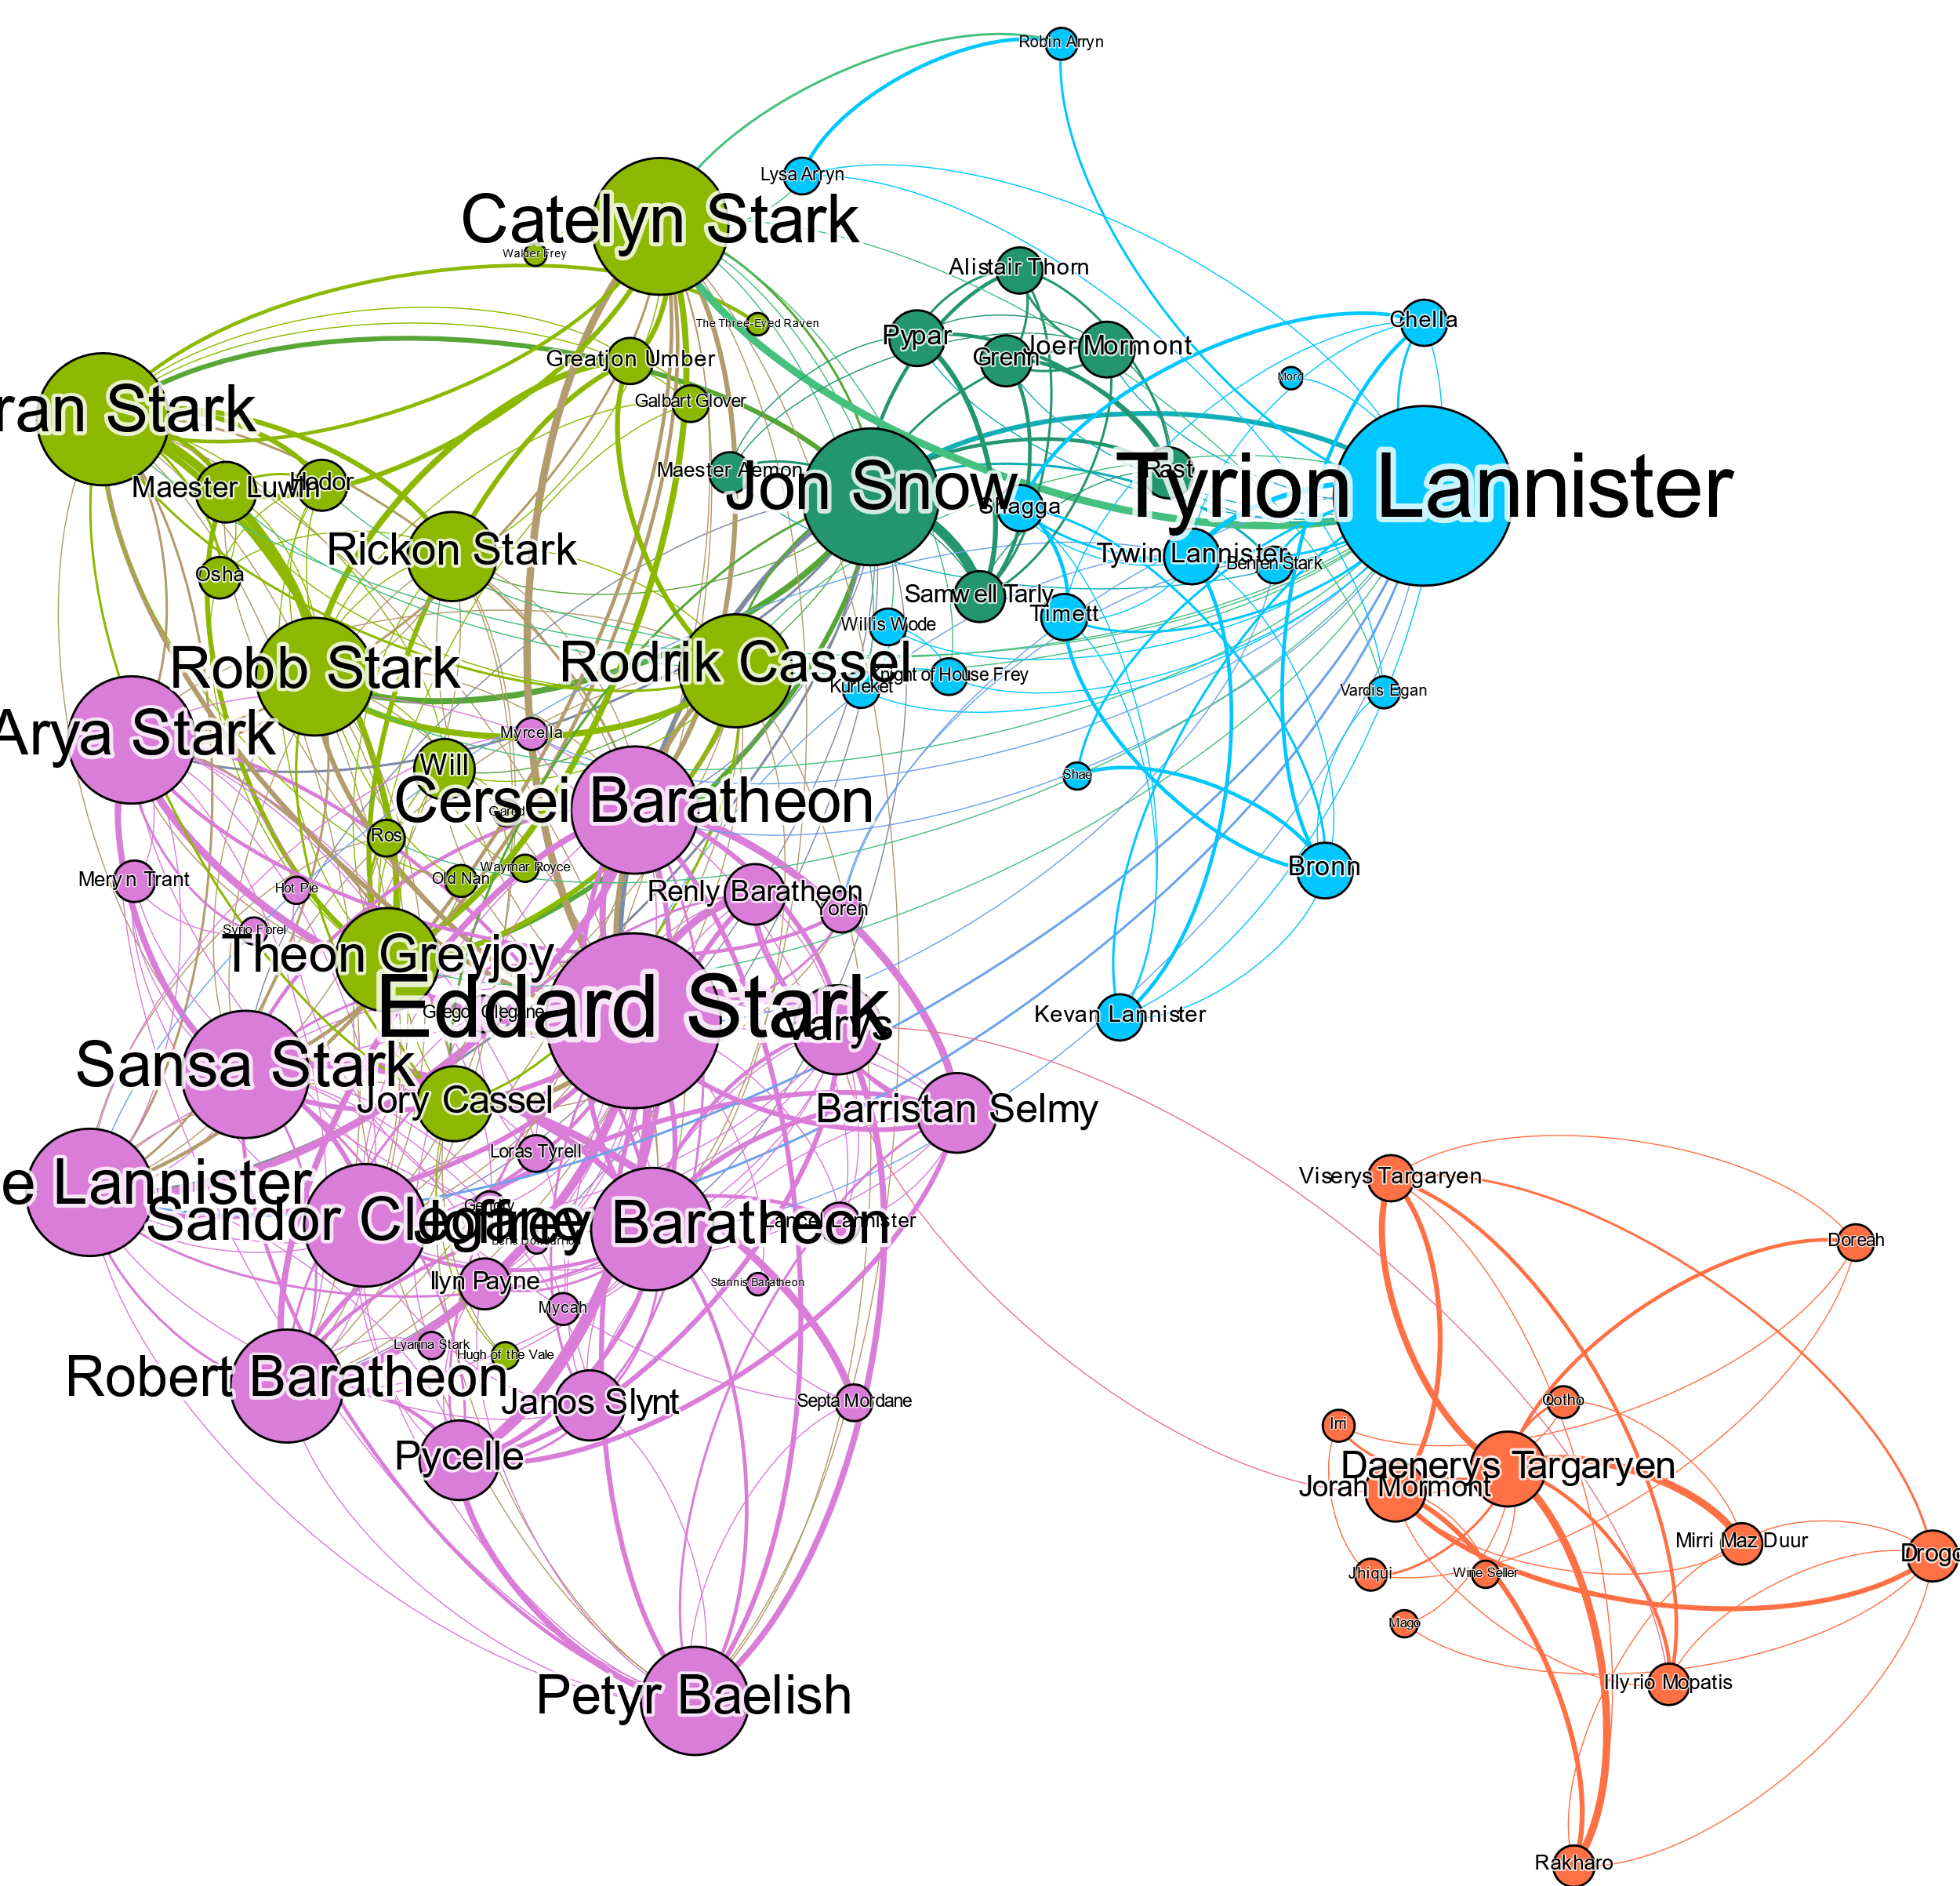 Robin Arryn
Lysa Arryn
Catelyn Stark
Walder Frey
Alistair Thorn
The Three-Eyed Raven
Chella
Pypar
Grenn
Joer Mormont
Greatjon Umber
Mord
Galbart Glover
ran Stark
Maester Aemon
Rast
Jon Snow
Tyrion Lannister
Maester Luwin
Hodor
Shagga
Rickon Stark
Tywin Lannister
Benjen Stark
Osha
Samwell Tarly
Timett
Willis Wode
Robb Stark
Rodrik Cassel
Knight of House Frey
Kurleket
Vardis Egan
Arya Stark
Myrcella
Will
Shae
Cersei Baratheon
Gared
Ros
Bronn
Waymar Royce
Old Nan
Meryn Trant
Hot Pie
Renly Baratheon
Yoren
Syrio Forel
Theon Greyjoy
Eddard Stark
Gregor Clegane
Varys
Kevan Lannister
Sansa Stark
Jory Cassel
Barristan Selmy
Loras Tyrell
Viserys Targaryen
e Lannister
Gendry
Sandor Clegane
Joffrey Baratheon
Lancel Lannister
Doreah
Ilyn Payne
Stannis Baratheon
Mycah
Lyanna Stark
Hugh of the Vale
Robert Baratheon
Janos Slynt
Septa Mordane
Qotho
Irri
Pycelle
Daenerys Targaryen
Jorah Mormont
Mirri Maz Duur
Drogo
Jhiqui
Wine Seller
Mago
Illyrio Mopatis
Petyr Baelish
Rakharo